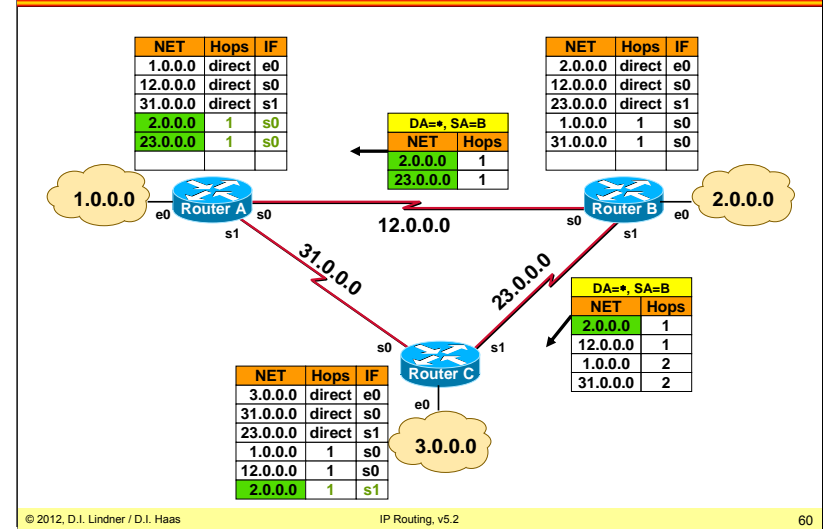 NET Hops IF
1.0.0.0 direct e0
12.0.0.0 direct s0
31.0.0.0 direct s1
2.0.0.0 1 s0
23.0.0.0 1 s0
NET Hops IF
2.0.0.0 direct e0
12.0.0.0 direct s0
23.0.0.0 direct s1
1.0.0.0 1 s0
31.0.0.0 1 s0
DA=*, SA=B
NET Hops
2.0.0.0 1
23.0.0.0 1
1.0.0.0
e0
Router A
s0
s1
12.0.0.0
s0
Router B
e0
s1
2.0.0.0
31.0.0.0
23.0.0.0
DA=*, SA=B
NET Hops
2.0.0.0 1
12.0.0.0 1
1.0.0.0 2
31.0.0.0 2
s0
Router C
s1
e0
3.0.0.0
NET Hops IF
3.0.0.0 direct e0
31.0.0.0 direct s0
23.0.0.0 direct s1
1.0.0.0 1 s0
12.0.0.0 1 s0
2.0.0.0 1 s1
© 2012, D.I. Lindner / D.I. Haas
IP Routing, v5.2
60